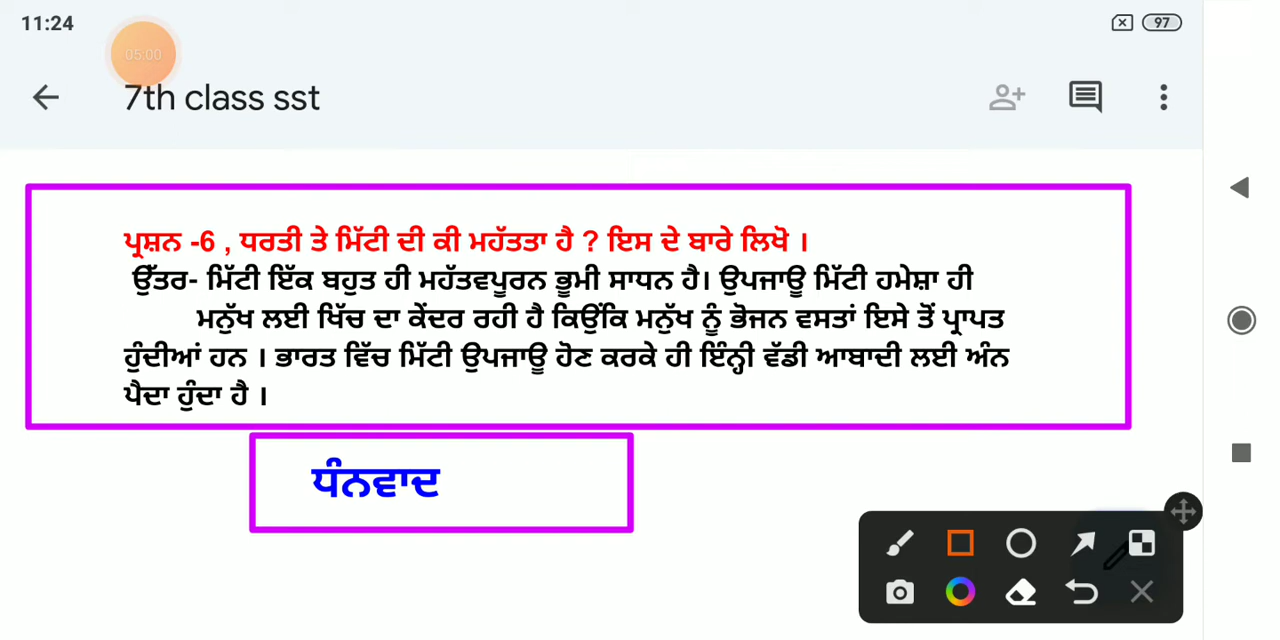 11:24
97
05:00
7th class sst
ਪ੍ਰਸ਼ਨ -6 , ਧਰਤੀ ਤੇ ਮਿੱਟੀ ਦੀ ਕੀ ਮਹੱਤਤਾ ਹੈ ? ਇਸ ਦੇ ਬਾਰੇ ਲਿਖੋ ।
ਉੱਤਰ- ਮਿੱਟੀ ਇੱਕ ਬਹੁਤ ਹੀ ਮਹੱਤਵਪੂਰਨ ਭੂਮੀ ਸਾਧਨ ਹੈ। ਉਪਜਾਊ ਮਿੱਟੀ ਹਮੇਸ਼ਾ ਹੀ
ਮਨੁੱਖ ਲਈ ਖਿੱਚ ਦਾ ਕੇਂਦਰ ਰਹੀ ਹੈ ਕਿਉਂਕਿ ਮਨੁੱਖ ਨੂੰ ਭੋਜਨ ਵਸਤਾਂ ਇਸੇ ਤੋਂ ਪ੍ਰਾਪਤ
ਹੁੰਦੀਆਂ ਹਨ । ਭਾਰਤ ਵਿੱਚ ਮਿੱਟੀ ਉਪਜਾਊ ਹੋਣ ਕਰਕੇ ਹੀ ਇੰਨ੍ਹੀ ਵੱਡੀ ਆਬਾਦੀ ਲਈ ਅੰਨ
ਪੈਦਾ ਹੁੰਦਾ ਹੈ ।
ਧੰਨਵਾਦ